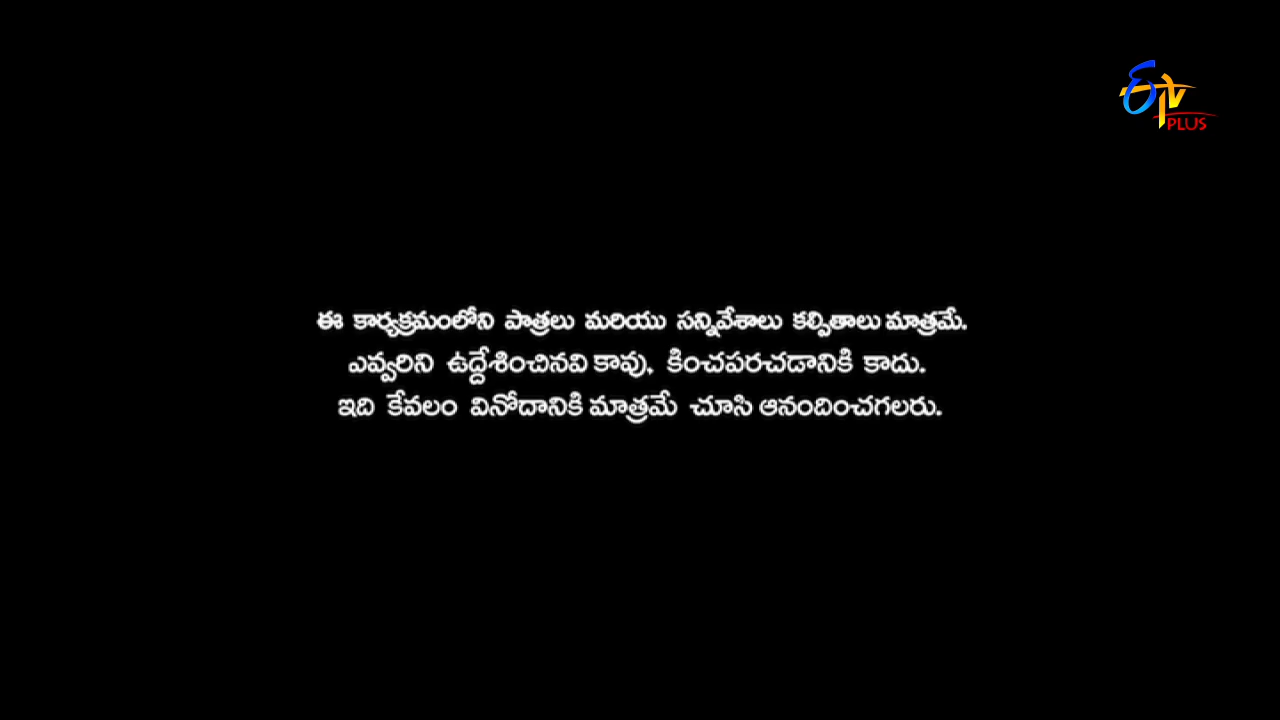 ETV
PLUS
ఈ కార్యక్రమంలోని పాత్రలు మరియు సన్నివేశాలు కల్పితాలు మాత్రమే.
ఎవ్వరిని ఉద్దేశించినవి కావు, కించపరచడానికి కాదు.
ఇది కేవలం వినోదానికి మాత్రమే చూసి ఆనందించగలరు.